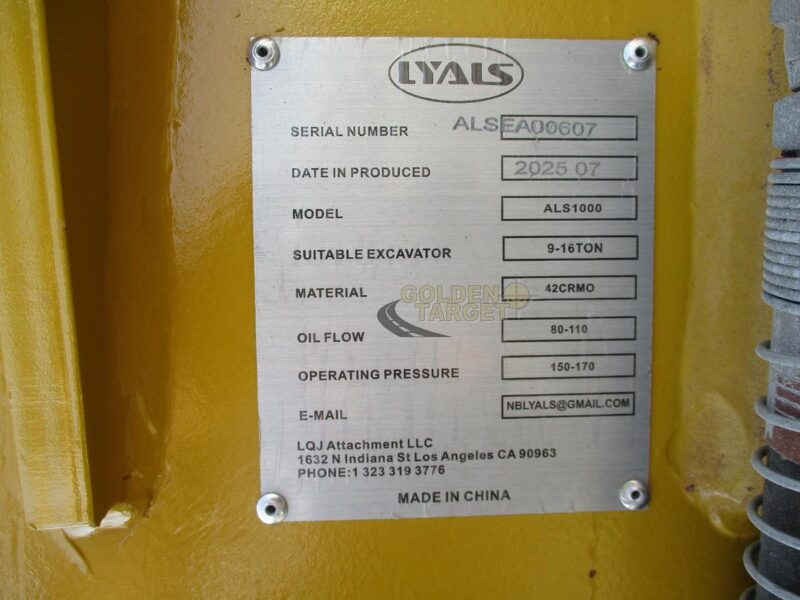 LYALS
SERIAL NUMBER ALSEA00607
DATE IN PRODUCED 2025 07
MODEL ALS1000
SUITABLE EXCAVATOR 9-16TON
MATERIAL 42CRMO
GOLDEN
TARGET
OIL FLOW 80-110
OPERATING PRESSURE 150-170
E-MAIL NBLYALS@GMAIL.COM
LQJ Attachment LLC
1632 N Indiana St Los Angeles CA 90963
PHONE:1 323 319 3776
MADE IN CHINA